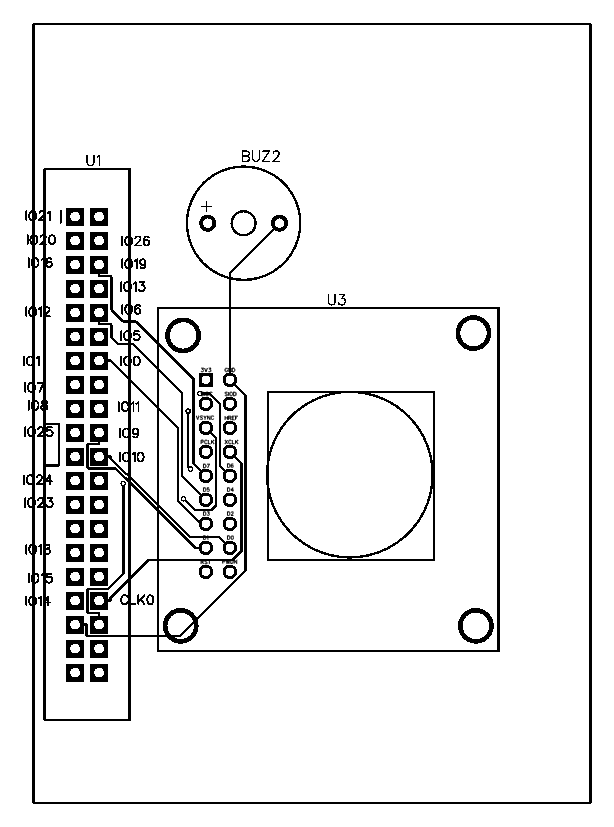 BUZ2
U1
+
IO21
IO20 IO26
IO16 IO19
IO13
IO12 IO6
IO5
U3
IO1 IO0
IO7
IO8 IO11
IO25 IO9
IO10
IO24
IO23
IO15
IO14 CLK0
3V3 GND
SIOD
VSYNC HREF
PCLK XCLK
D7 D6
D5 D4
D3 D2
D1 D0
RST PWDN